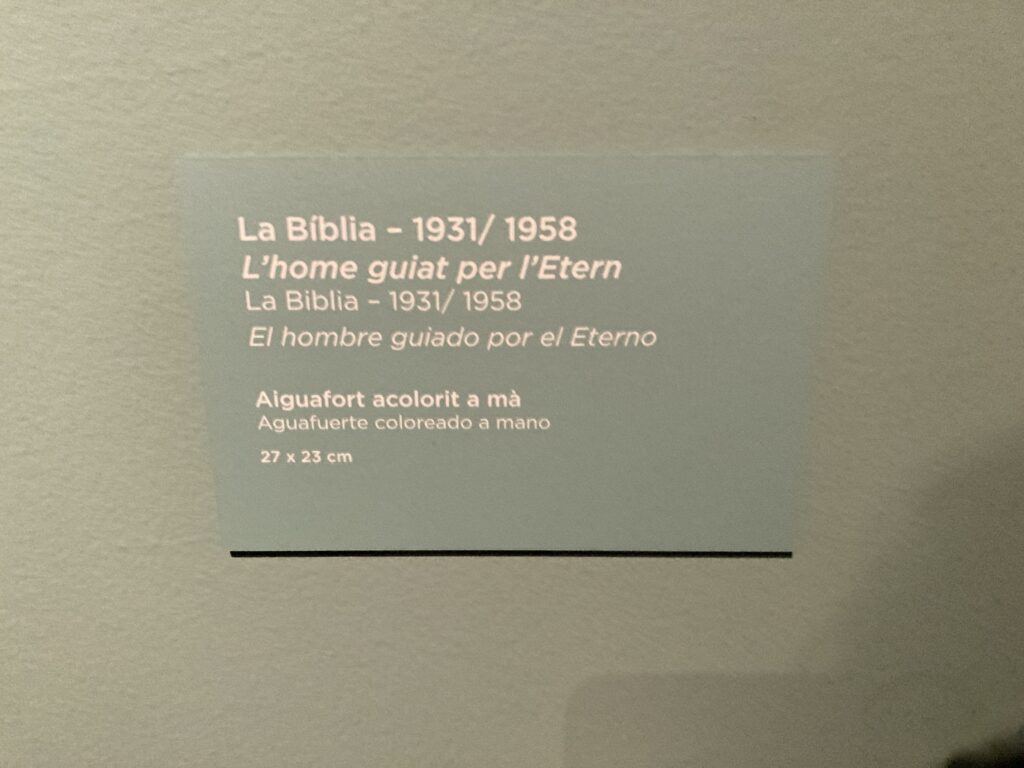 La Bíblia – 1931/ 1958
L'home guiat per l'Etern
La Biblia – 1931/ 1958
El hombre guiado por el Eterno
Aiguafort acolorit a mà
Aguafuerte coloreado a mano
27 x 23 cm